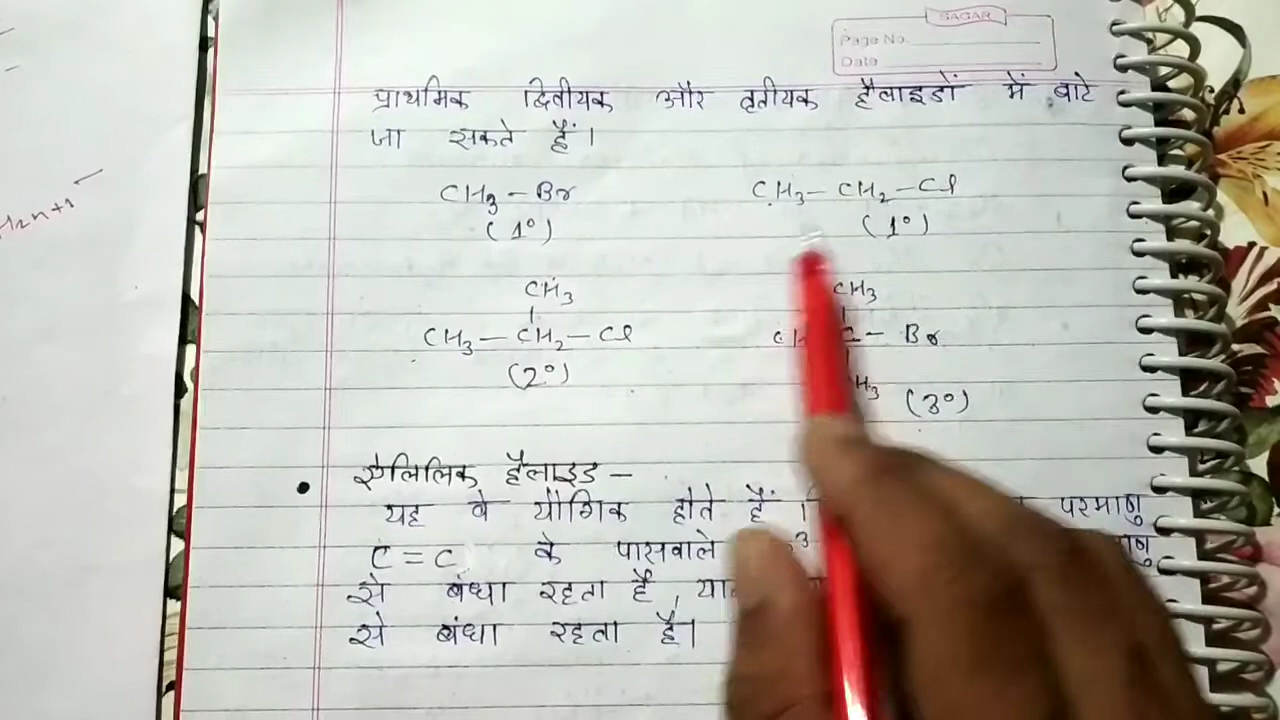 SAGAR
Page No.
Date
प्राथमिक द्वितीयक और तृतीयक हैलाइडों में बाटे
जा सकते हैं।
CH₃ – Br CH₃ – CH₂ – Cl
(1°) (1°)
CH₃ CH₃
CH₃ – CH₂ – Cl C – Br
(2°) H₃ (3°)
• ऐलिलिक हैलाइड –
यह वे यौगिक होते हैं। परमाणु
C = C के पासवाले
से बंधा रहता है,
से बंधा रहता है।